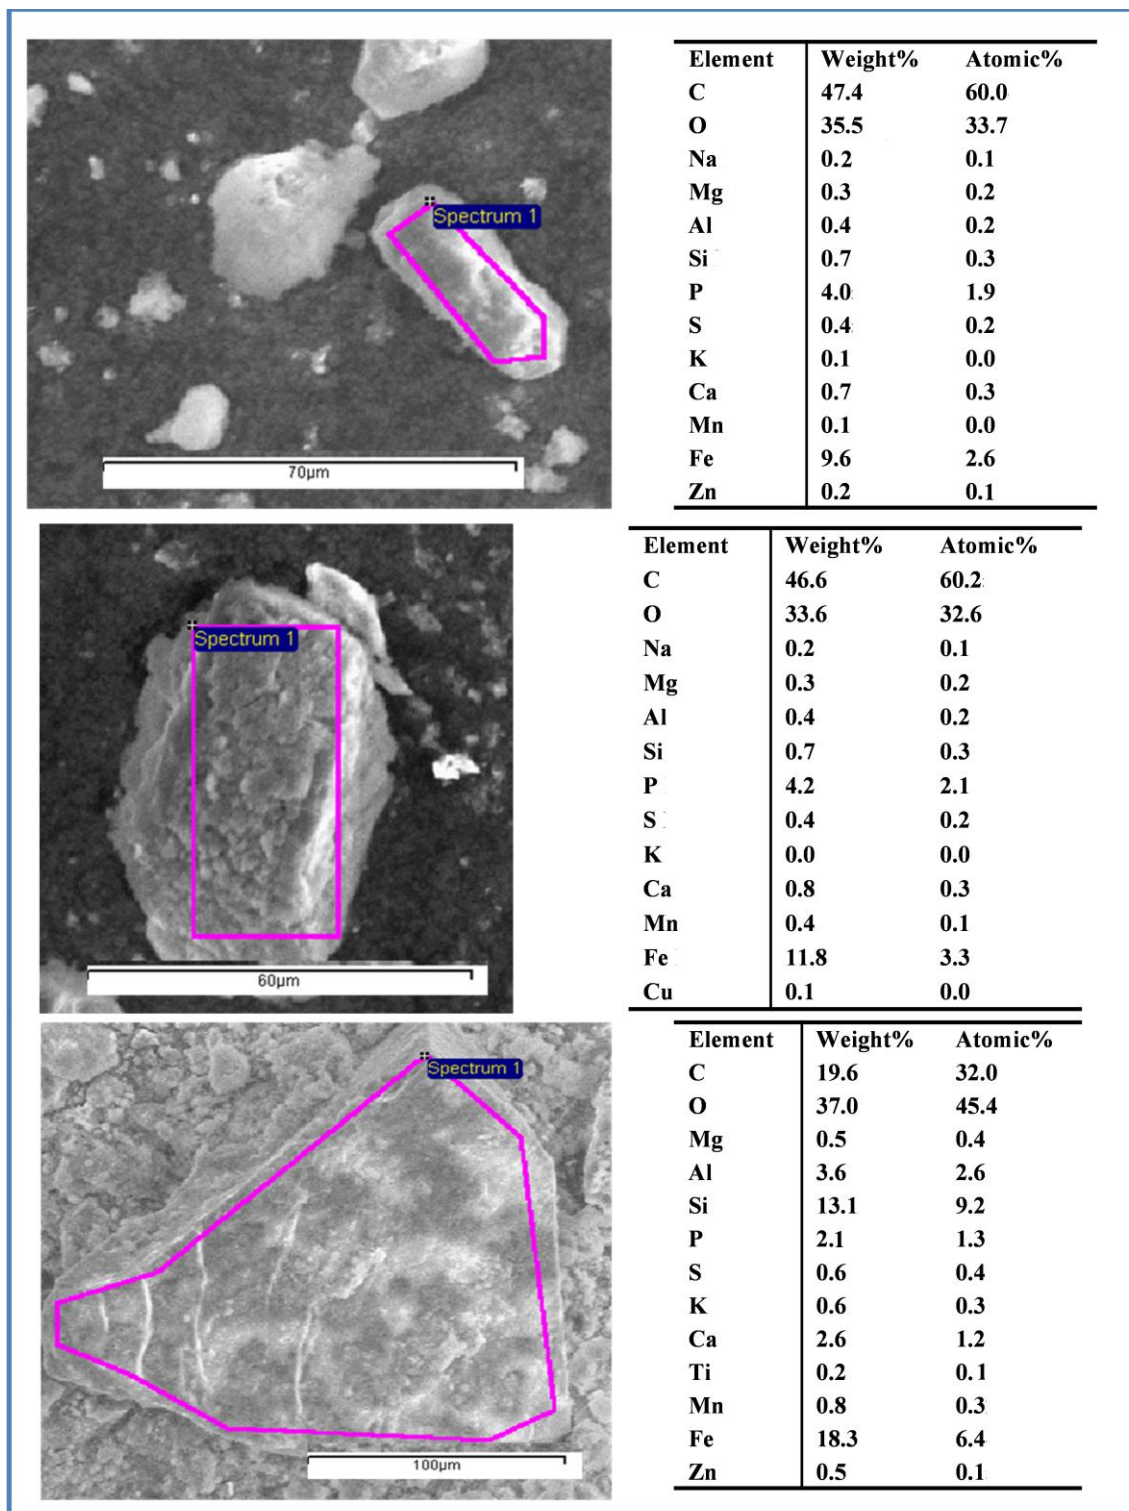 Spectrum 1
70µm
Element Weight% Atomic%
C 47.4 60.0
O 35.5 33.7
Na 0.2 0.1
Mg 0.3 0.2
Al 0.4 0.2
Si 0.7 0.3
P 4.0 1.9
S 0.4 0.2
K 0.1 0.0
Ca 0.7 0.3
Mn 0.1 0.0
Fe 9.6 2.6
Zn 0.2 0.1
Spectrum 1
60µm
Element Weight% Atomic%
C 46.6 60.2
O 33.6 32.6
Na 0.2 0.1
Mg 0.3 0.2
Al 0.4 0.2
Si 0.7 0.3
P 4.2 2.1
S 0.4 0.2
K 0.0 0.0
Ca 0.8 0.3
Mn 0.4 0.1
Fe 11.8 3.3
Cu 0.1 0.0
Spectrum 1
100µm
Element Weight% Atomic%
C 19.6 32.0
O 37.0 45.4
Mg 0.5 0.4
Al 3.6 2.6
Si 13.1 9.2
P 2.1 1.3
S 0.6 0.4
K 0.6 0.3
Ca 2.6 1.2
Ti 0.2 0.1
Mn 0.8 0.3
Fe 18.3 6.4
Zn 0.5 0.1